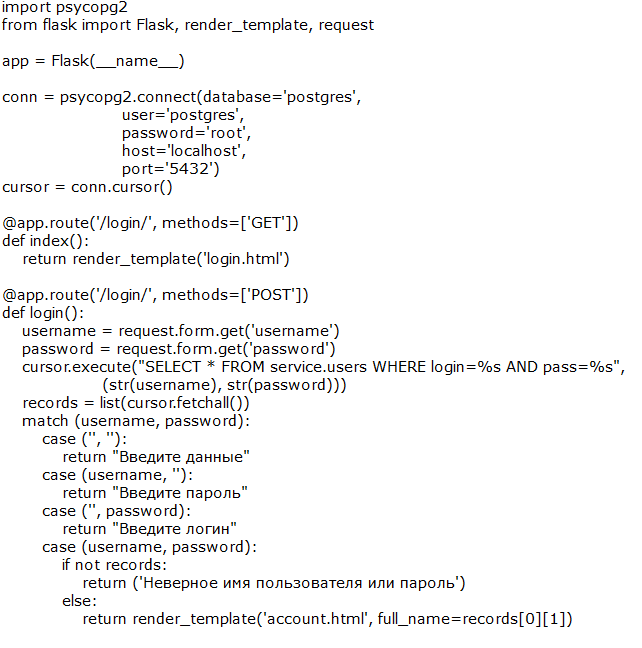 import psycopg2
from flask import Flask, render_template, request

app = Flask(__name__)

conn = psycopg2.connect(database='postgres',
                        user='postgres',
                        password='root',
                        host='localhost',
                        port='5432')
cursor = conn.cursor()

@app.route('/login/', methods=['GET'])
def index():
    return render_template('login.html')

@app.route('/login/', methods=['POST'])
def login():
    username = request.form.get('username')
    password = request.form.get('password')
    cursor.execute("SELECT * FROM service.users WHERE login=%s AND pass=%s",
                    (str(username), str(password)))
    records = list(cursor.fetchall())
    match (username, password):
        case ('', ''):
            return "Введите данные"
        case (username, ''):
            return "Введите пароль"
        case ('', password):
            return "Введите логин"
        case (username, password):
            if not records:
                return ('Неверное имя пользователя или пароль')
            else:
                return render_template('account.html', full_name=records[0][1])